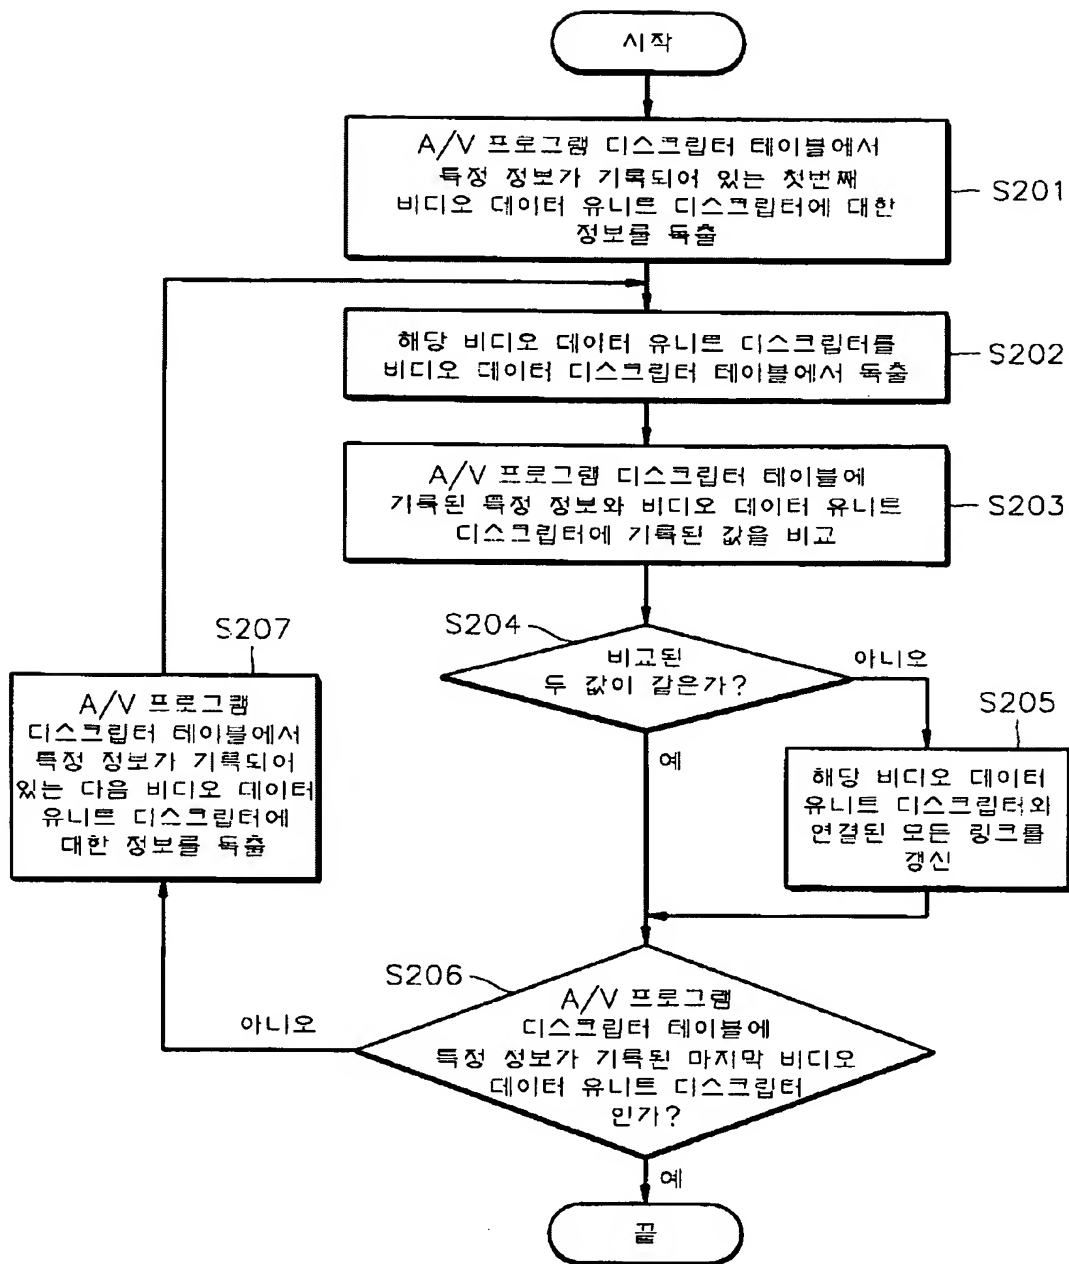 시작
A/V 프로그램 디스크립터 테이블에서
특정 정보가 기록되어 있는 첫번째
비디오 데이터 유니트 디스크립터에 대한
정보를 독출
S201
해당 비디오 데이터 유니트 디스크립터를
비디오 데이터 디스크립터 테이블에서 독출
S202
A/V 프로그램 디스크립터 테이블에
기록된 특정 정보와 비디오 데이터 유니트
디스크립터에 기록된 값을 비교
S203
S204
비교된
두 값이 같은가?
아니오
예
S205
해당 비디오 데이터
유니트 디스크립터와
연결된 모든 링크를
갱신
S206
A/V 프로그램
디스크립터 테이블에
특정 정보가 기록된 마지막 비디오
데이터 유니트 디스크립터
인가?
아니오
예
S207
A/V 프로그램
디스크립터 테이블에서
특정 정보가 기록되어
있는 다음 비디오 데이터
유니트 디스크립터에
대한 정보를 독출
끝